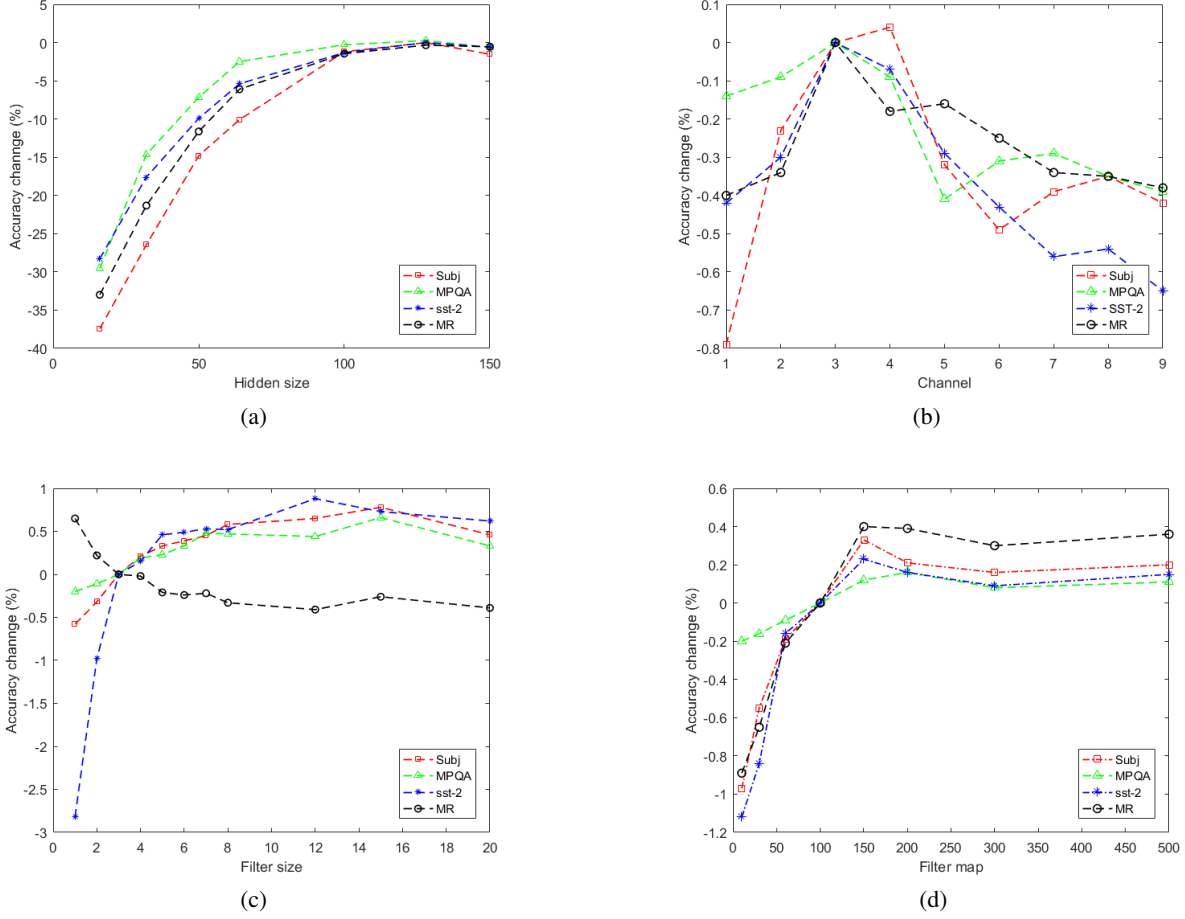 5
0
-5
-10
-15
-20
-25
-30
-35
-40
Accuracy channge (%)
0 50 100 150
Hidden size
Subj
MPQA
sst-2
MR
(a)
0.1
0
-0.1
-0.2
-0.3
-0.4
-0.5
-0.6
-0.7
-0.8
Accuracy change (%)
1 2 3 4 5 6 7 8 9
Channel
Subj
MPQA
SST-2
MR
(b)
1
0.5
0
-0.5
-1
-1.5
-2
-2.5
-3
Accuracy channge (%)
0 2 4 6 8 10 12 14 16 18 20
Filter size
Subj
MPQA
sst-2
MR
(c)
0.6
0.4
0.2
0
-0.2
-0.4
-0.6
-0.8
-1
-1.2
Accuracy channge (%)
0 50 100 150 200 250 300 350 400 450 500
Filter map
Subj
MPQA
sst-2
MR
(d)